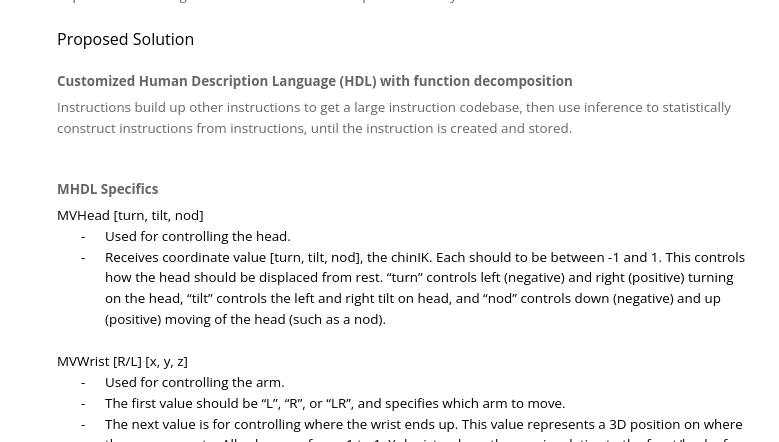 Proposed Solution
Customized Human Description Language (HDL) with function decomposition
Instructions build up other instructions to get a large instruction codebase, then use inference to statistically
construct instructions from instructions, until the instruction is created and stored.
MHDL Specifics
MVHead [turn, tilt, nod]
- Used for controlling the head.
- Receives coordinate value [turn, tilt, nod], the chinIK. Each should to be between -1 and 1. This controls
how the head should be displaced from rest. “turn” controls left (negative) and right (positive) turning
on the head, “tilt” controls the left and right tilt on head, and “nod” controls down (negative) and up
(positive) moving of the head (such as a nod).
MVWrist [R/L] [x, y, z]
- Used for controlling the arm.
- The first value should be “L”, “R”, or “LR”, and specifies which arm to move.
- The next value is for controlling where the wrist ends up. This value represents a 3D position on where